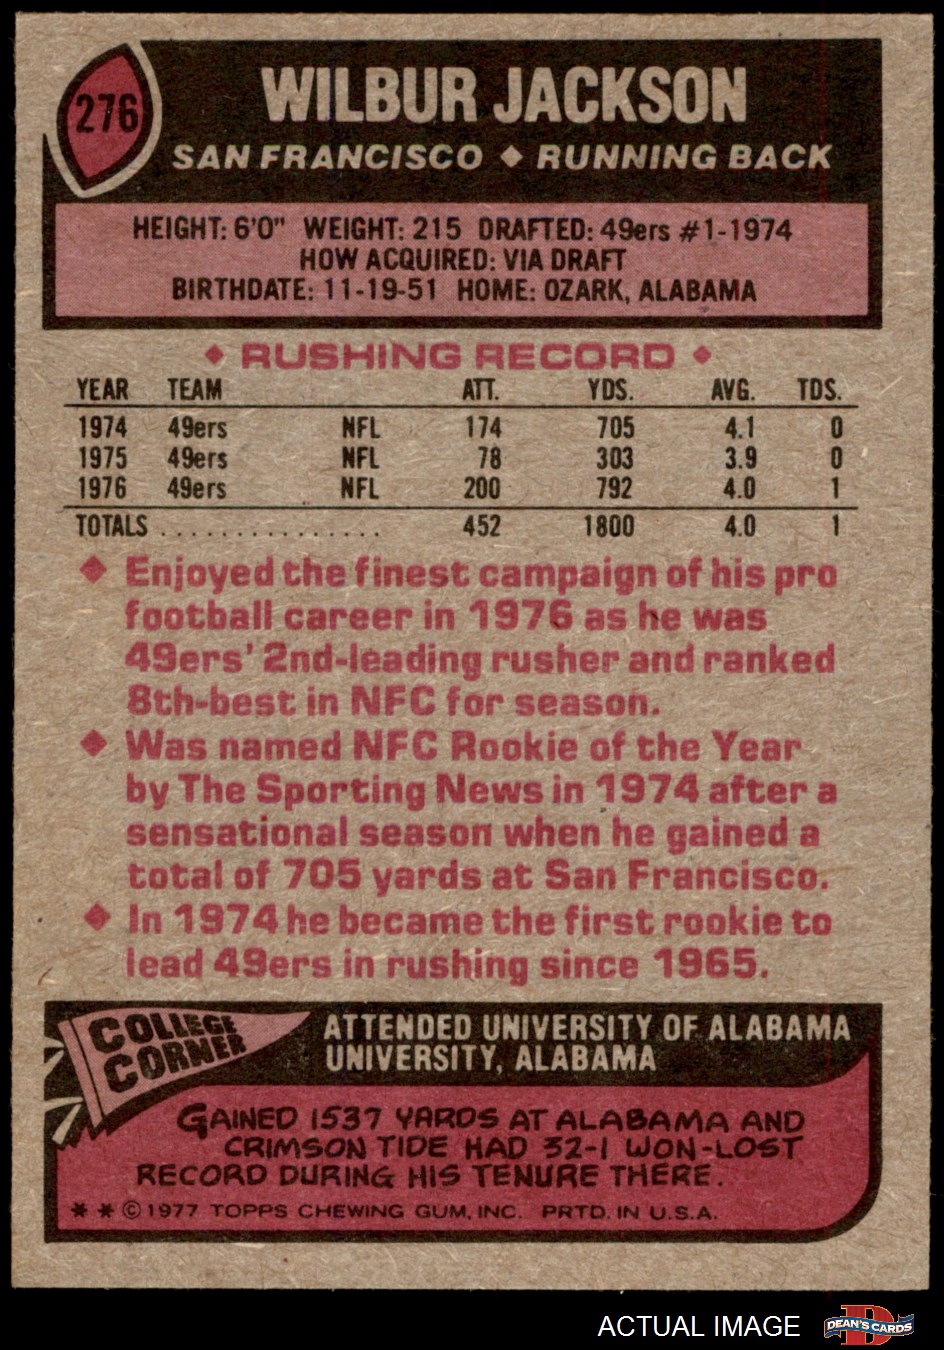 276
WILBUR JACKSON
SAN FRANCISCO ◆ RUNNING BACK
HEIGHT: 6'0" WEIGHT: 215 DRAFTED: 49ers #1-1974
HOW ACQUIRED: VIA DRAFT
BIRTHDATE: 11-19-51 HOME: OZARK, ALABAMA
◆ RUSHING RECORD ◆
YEAR TEAM ATT. YDS. AVG. TDS.
1974 49ers NFL 174 705 4.1 0
1975 49ers NFL 78 303 3.9 0
1976 49ers NFL 200 792 4.0 1
TOTALS . . . . . . . . . . . . . . . 452 1800 4.0 1
◆ Enjoyed the finest campaign of his pro
football career in 1976 as he was
49ers' 2nd-leading rusher and ranked
8th-best in NFC for season.
◆ Was named NFC Rookie of the Year
by The Sporting News in 1974 after a
sensational season when he gained a
total of 705 yards at San Francisco.
◆ In 1974 he became the first rookie to
lead 49ers in rushing since 1965.
COLLEGE
CORNER
ATTENDED UNIVERSITY OF ALABAMA
UNIVERSITY, ALABAMA
GAINED 1537 YARDS AT ALABAMA AND
CRIMSON TIDE HAD 32-1 WON-LOST
RECORD DURING HIS TENURE THERE.
* * © 1977 TOPPS CHEWING GUM, INC. PRTD. IN U.S.A.
ACTUAL IMAGE
D
DEAN'S CARDS